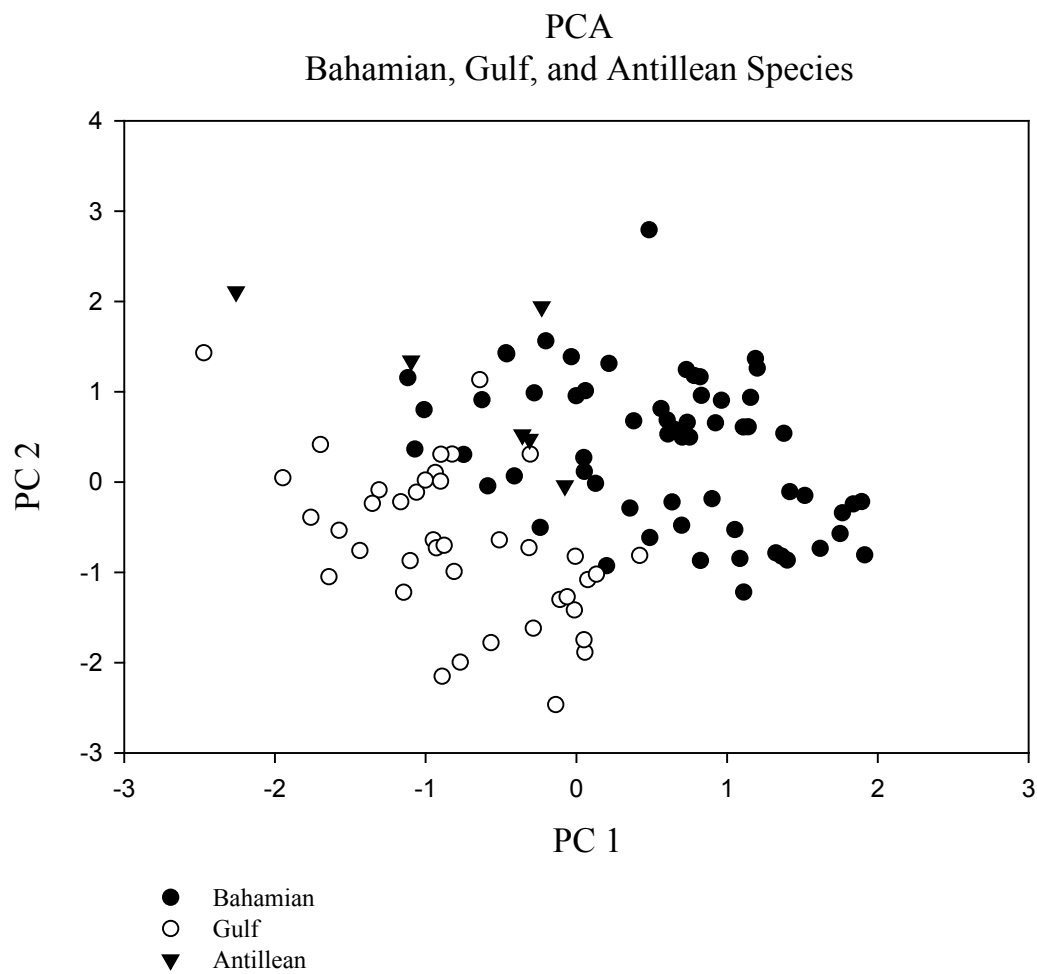 PCA
Bahamian, Gulf, and Antillean Species
4
3
2
1
0
-1
-2
-3
-3
-2
-1
0
1
2
3
PC 2
PC 1
Bahamian
Gulf
Antillean